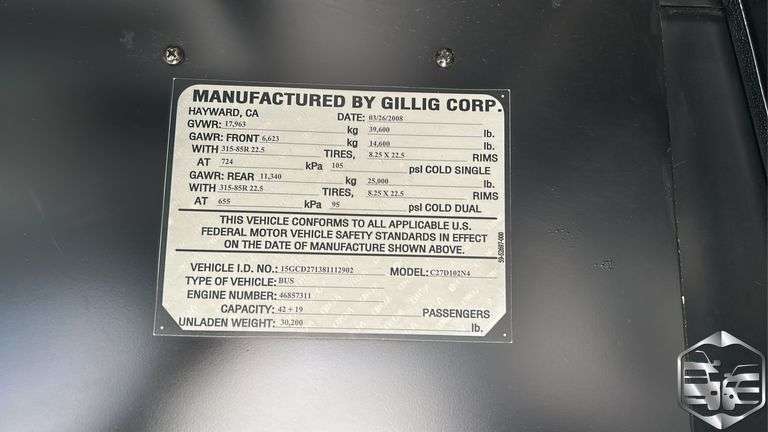 MANUFACTURED BY GILLIG CORP.
HAYWARD, CA DATE: 03/26/2008
GVWR: 17,963 kg 39,600 lb.
GAWR: FRONT 6,623 kg 14,600 lb.
WITH 315-85R 22.5 TIRES, 8.25 X 22.5 RIMS
AT 724 kPa 105 psi COLD SINGLE
GAWR: REAR 11,340 kg 25,000 lb.
WITH 315-85R 22.5 TIRES, 8.25 X 22.5 RIMS
AT 655 kPa 95 psi COLD DUAL
THIS VEHICLE CONFORMS TO ALL APPLICABLE U.S.
FEDERAL MOTOR VEHICLE SAFETY STANDARDS IN EFFECT
ON THE DATE OF MANUFACTURE SHOWN ABOVE.
VEHICLE I.D. NO.: 15GCD271381112902 MODEL: C27D102N4
TYPE OF VEHICLE: BUS
ENGINE NUMBER: 46857311
CAPACITY: 42 + 19 PASSENGERS
UNLADEN WEIGHT: 30,200 lb.